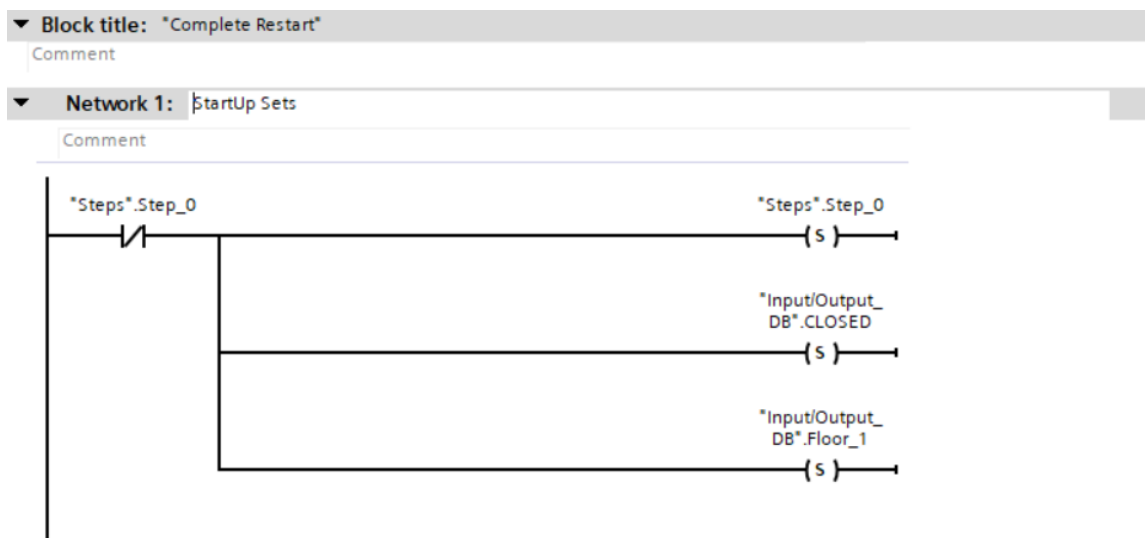 Block title: "Complete Restart"
Comment
Network 1: StartUp Sets
Comment
"Steps".Step_0
"Steps".Step_0
S
"Input/Output_
DB".CLOSED
S
"Input/Output_
DB".Floor_1
S